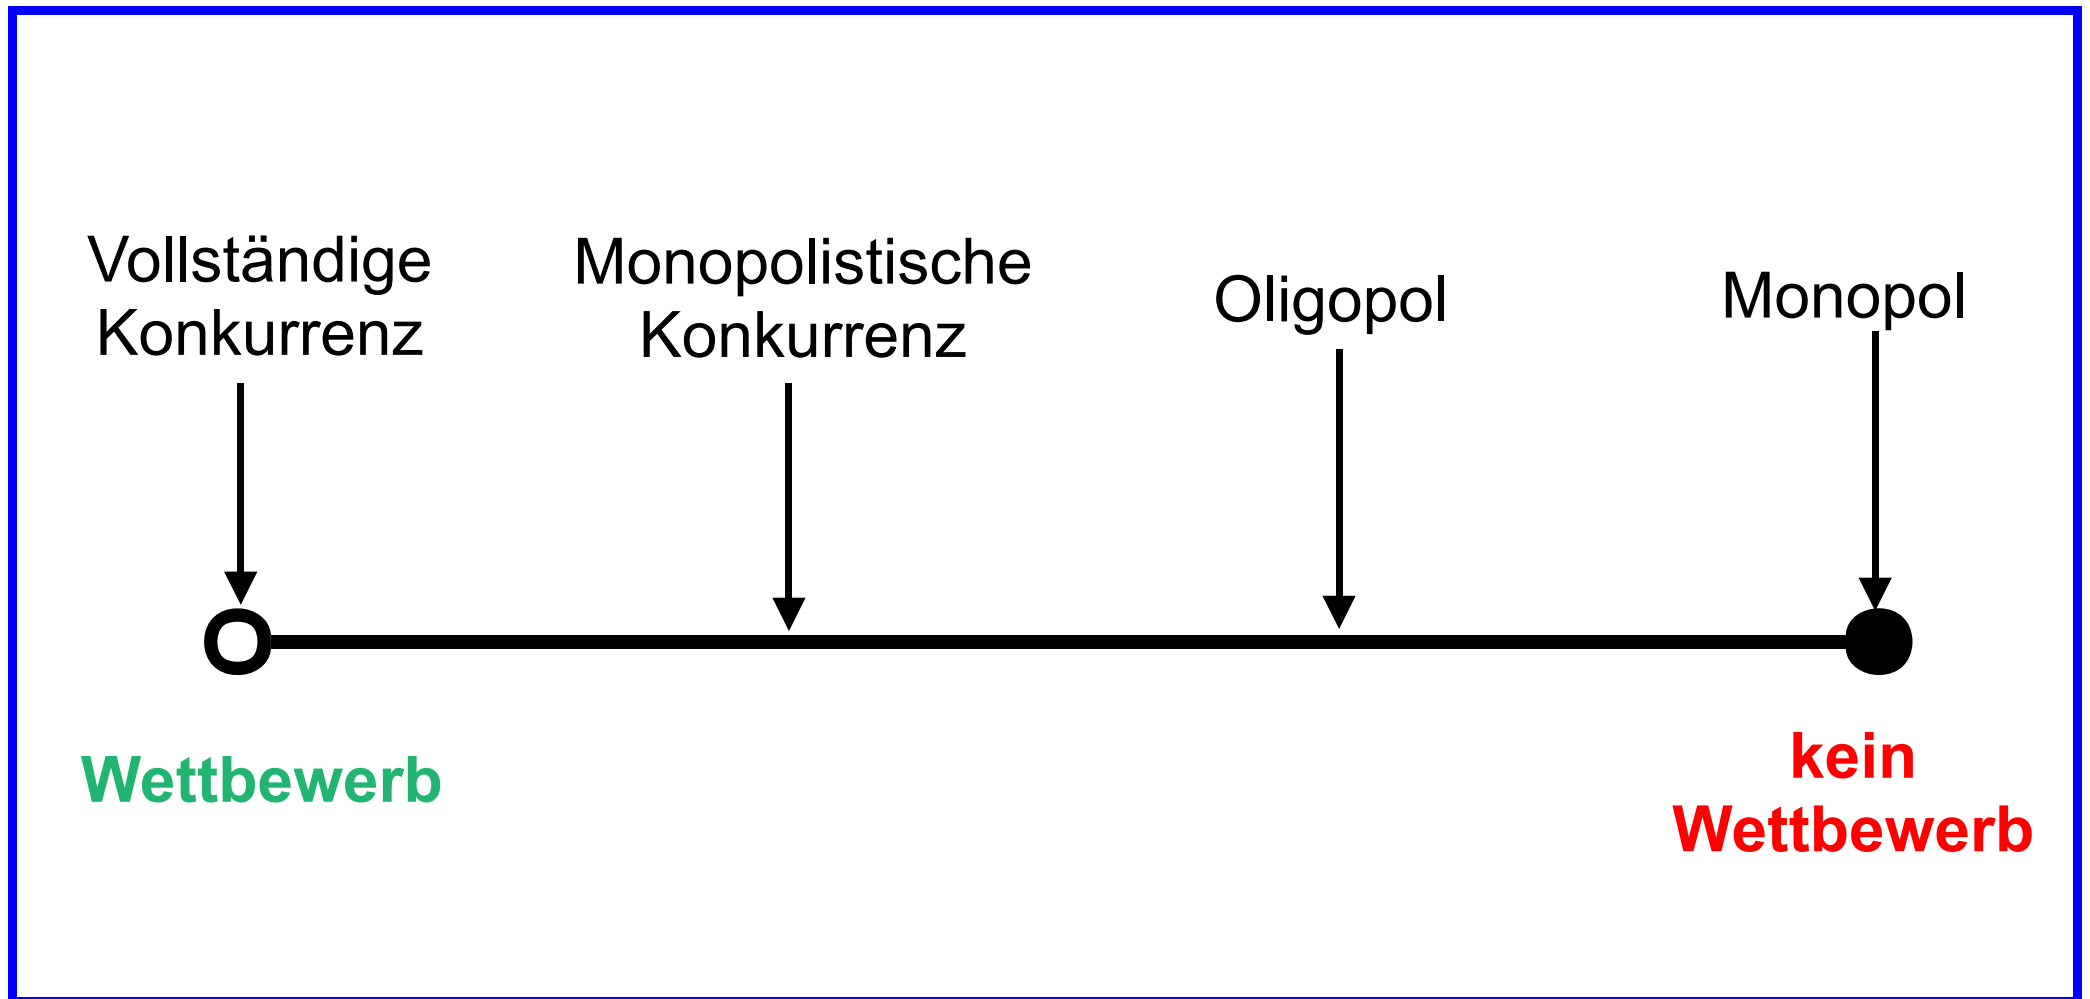 Vollständige
Konkurrenz
Monopolistische
Konkurrenz
Oligopol
Monopol
Wettbewerb
kein
Wettbewerb